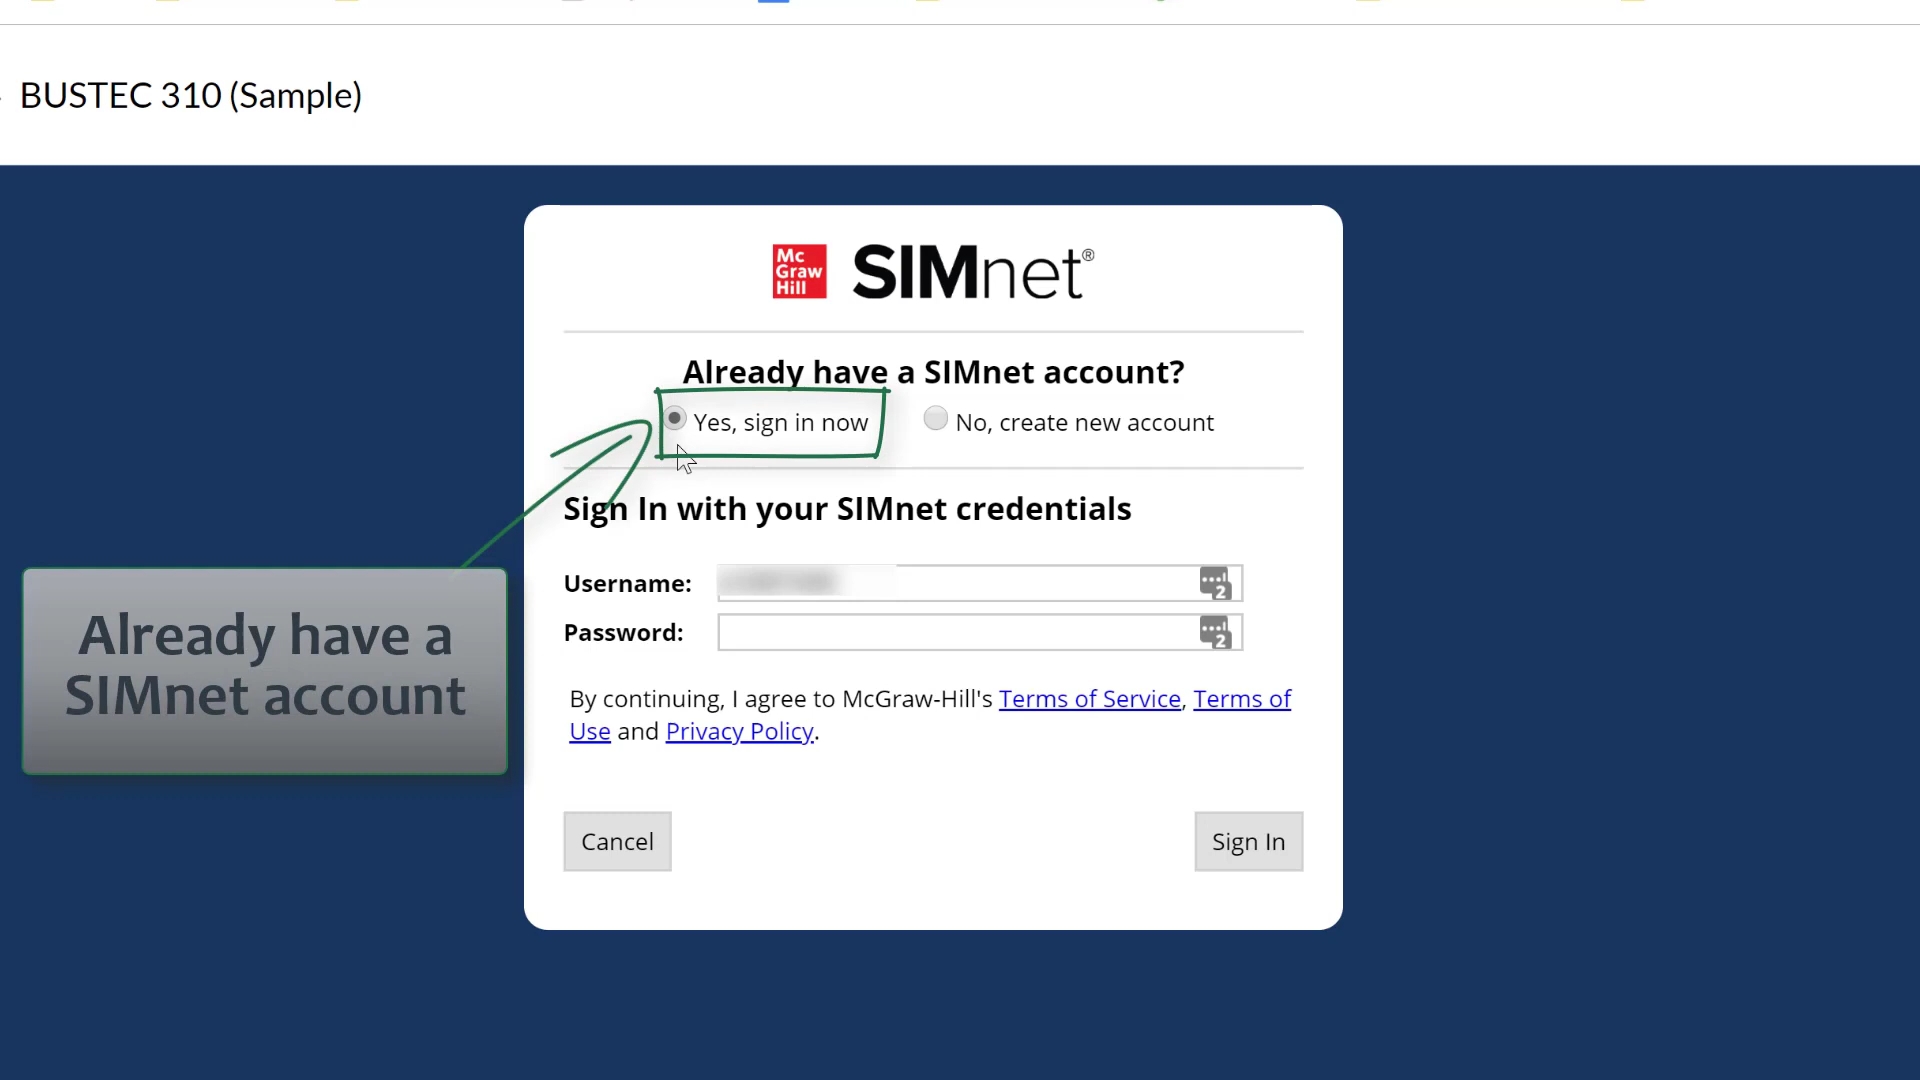 BUSTEC 310 (Sample)
Mc
Graw
Hill
SIMnet®
Already have a SIMnet account?
Yes, sign in now
No, create new account
Sign In with your SIMnet credentials
Username:
2
Password:
2
Already have a
SIMnet account
By continuing, I agree to McGraw-Hill's Terms of Service, Terms of
Use and Privacy Policy.
Cancel
Sign In